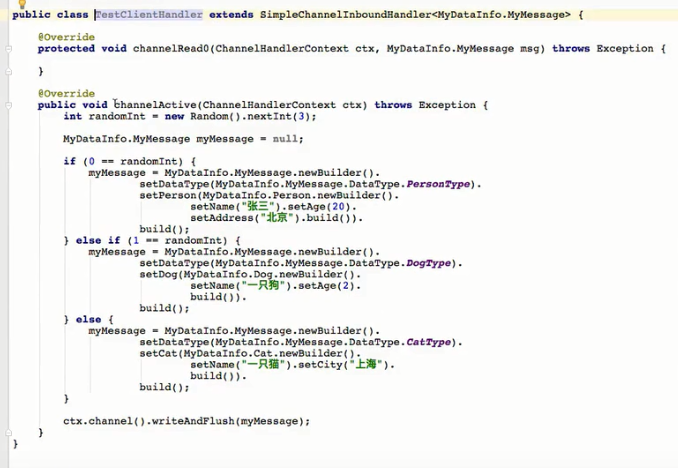 public class TestClientHandler extends SimpleChannelInboundHandler<MyDataInfo.MyMessage> {
@Override
protected void channelRead0(ChannelHandlerContext ctx, MyDataInfo.MyMessage msg) throws Exception {
}
@Override
public void channelActive(ChannelHandlerContext ctx) throws Exception {
int randomInt = new Random().nextInt(3);
MyDataInfo.MyMessage myMessage = null;
if (0 == randomInt) {
myMessage = MyDataInfo.MyMessage.newBuilder().
setDataType(MyDataInfo.MyMessage.DataType.PersonType).
setPerson(MyDataInfo.Person.newBuilder().
setName("张三").setAge(20).
setAddress("北京").build()).
build();
} else if (1 == randomInt) {
myMessage = MyDataInfo.MyMessage.newBuilder().
setDataType(MyDataInfo.MyMessage.DataType.DogType).
setDog(MyDataInfo.Dog.newBuilder().
setName("一只狗").setAge(2).
build()).
build();
} else {
myMessage = MyDataInfo.MyMessage.newBuilder().
setDataType(MyDataInfo.MyMessage.DataType.CatType).
setCat(MyDataInfo.Cat.newBuilder().
setName("一只猫").setCity("上海").
build()).
build();
}
ctx.channel().writeAndFlush(myMessage);
}
}